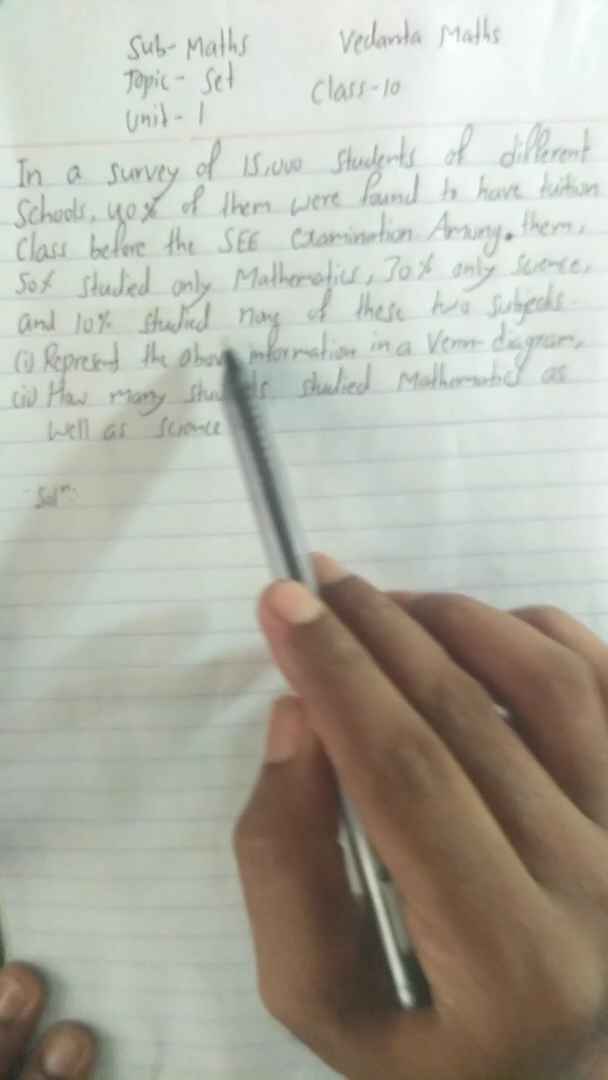 Sub- Maths Vedanta Maths
Topic- Set Class-10
Unit- 1
In a survey of 15,000 students of different
Schools, 40% of them were found to have tuition
Class before the SEE Examination Among them,
50% studied only Mathematics, 30% only science,
and 10% studied none of these two subjects.
(i) Represent the above information in a Venn-diagram,
(ii) How many students studied Mathematics as
well as science
Solⁿ: